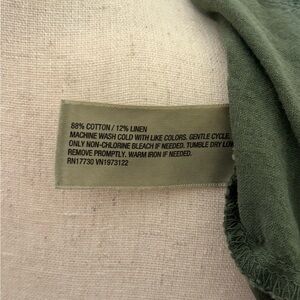 88% COTTON / 12% LINEN
MACHINE WASH COLD WITH LIKE COLORS. GENTLE CYCLE.
ONLY NON-CHLORINE BLEACH IF NEEDED. TUMBLE DRY LOW
REMOVE PROMPTLY. WARM IRON IF NEEDED.
RN17730 VN1973122